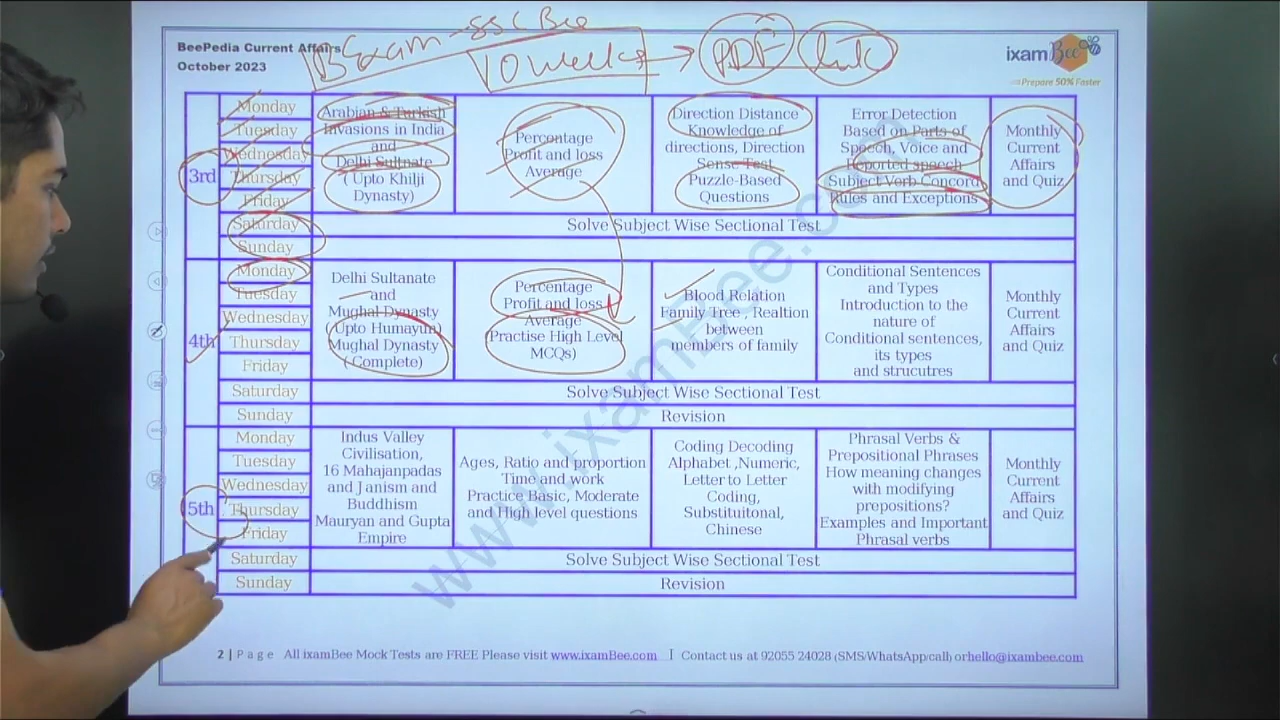 Exam - SSC Bee
10 week → PDF link
BeePedia Current Affairs
October 2023
ixamBee
Prepare 50% Faster
3rd
Monday
Tuesday
Wednesday
Thursday
Friday
Arabian & Turkish
Invasions in India
and
Delhi Sultnate
( Upto Khilji
Dynasty)
Percentage
Profit and loss
Average
Direction Distance
Knowledge of
directions, Direction
Sense Test
Puzzle-Based
Questions
Error Detection
Based on Parts of
Speech, Voice and
Reported speech
Subject Verb Concord
Rules and Exceptions
Monthly
Current
Affairs
and Quiz
Saturday
Solve Subject Wise Sectional Test
Sunday
4th
Monday
Tuesday
Wednesday
Thursday
Friday
Delhi Sultanate
and
Mughal Dynasty
(Upto Humayun)
Mughal Dynasty
( Complete)
Percentage
Profit and loss
Average
(Practise High Level
MCQs)
Blood Relation
Family Tree , Realtion
between
members of family
Conditional Sentences
and Types
Introduction to the
nature of
Conditional sentences,
its types
and strucutres
Monthly
Current
Affairs
and Quiz
Saturday
Solve Subject Wise Sectional Test
Sunday
Revision
5th
Monday
Tuesday
Wednesday
Thursday
Friday
Indus Valley
Civilisation,
16 Mahajanpadas
and J anism and
Buddhism
Mauryan and Gupta
Empire
Ages, Ratio and proportion
Time and work
Practice Basic, Moderate
and High level questions
Coding Decoding
Alphabet ,Numeric,
Letter to Letter
Coding,
Substituitonal,
Chinese
Phrasal Verbs &
Prepositional Phrases
How meaning changes
with modifying
prepositions?
Examples and Important
Phrasal verbs
Monthly
Current
Affairs
and Quiz
Saturday
Solve Subject Wise Sectional Test
Sunday
Revision
www.ixamBee.com
2 | P a g e All ixamBee Mock Tests are FREE Please visit www.ixamBee.com | Contact us at 92055 24028 (SMS/WhatsApp/call) orhello@ixambee.com